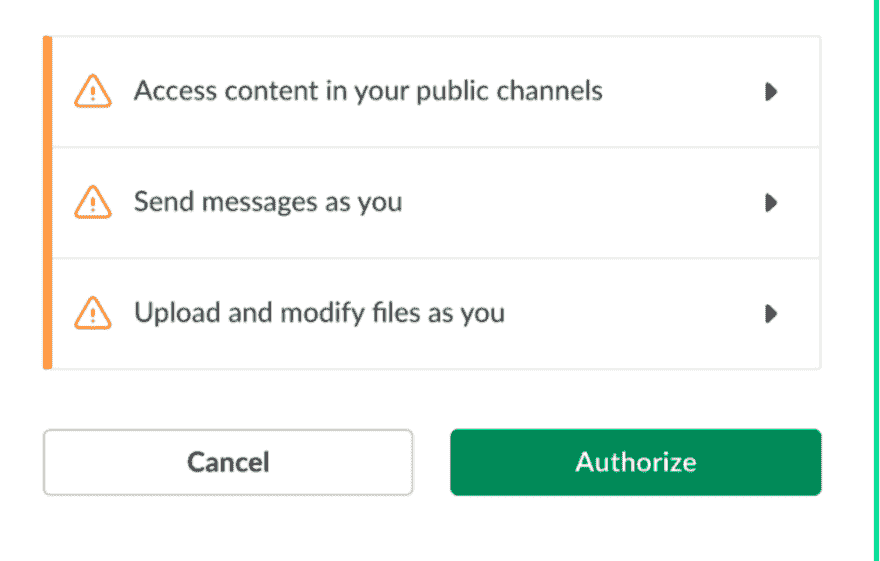 Access content in your public channels
Send messages as you
Upload and modify files as you
Cancel
Authorize